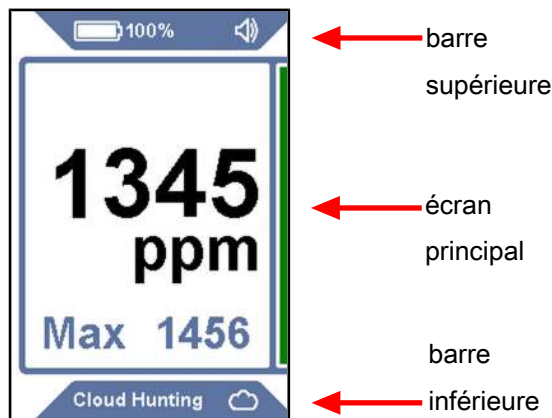 100%
barre
supérieure
1345
ppm
écran
principal
Max 1456
barre
Cloud Hunting
inférieure